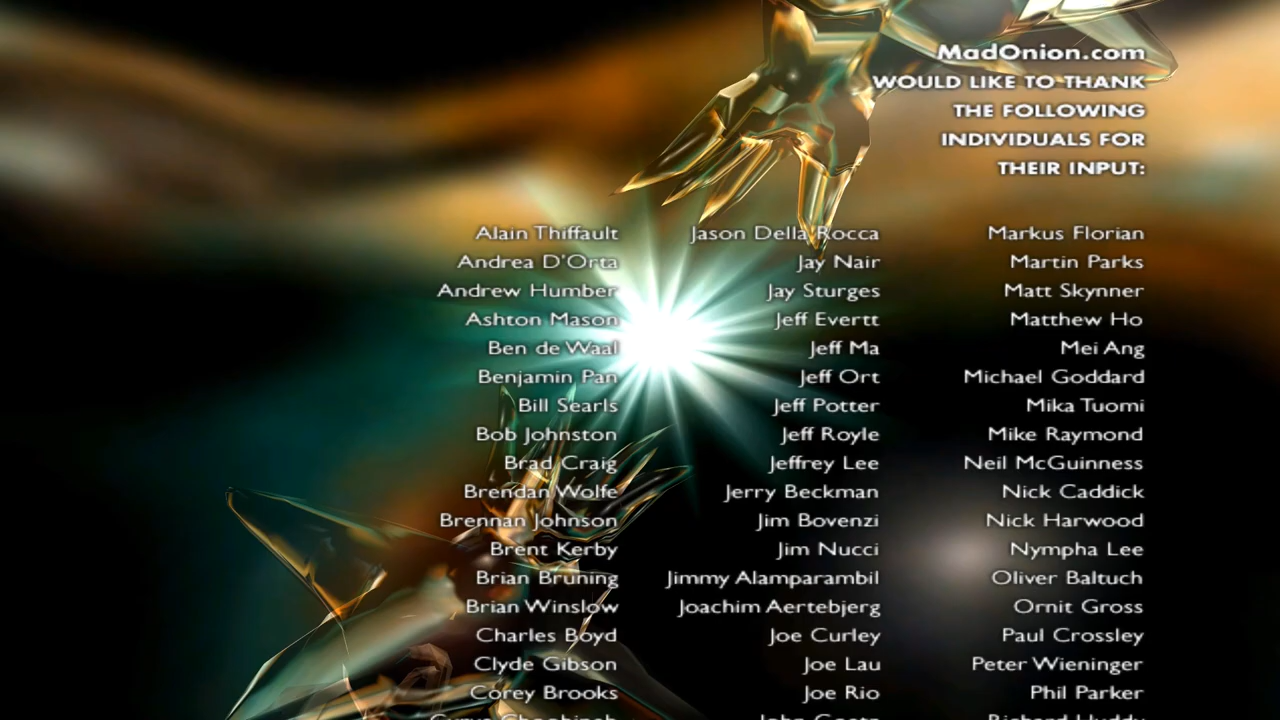 MadOnion.com
WOULD LIKE TO THANK
THE FOLLOWING
INDIVIDUALS FOR
THEIR INPUT:
Alain Thiffault
Andrea D'Orta
Andrew Humber
Ashton Mason
Ben de Waal
Benjamin Pan
Bill Searls
Bob Johnston
Brad Craig
Brendan Wolfe
Brennan Johnson
Brent Kerby
Brian Bruning
Brian Winslow
Charles Boyd
Clyde Gibson
Corey Brooks
Jason Della Rocca
Jay Nair
Jay Sturges
Jeff Evertt
Jeff Ma
Jeff Ort
Jeff Potter
Jeff Royle
Jeffrey Lee
Jerry Beckman
Jim Bovenzi
Jim Nucci
Jimmy Alamparambil
Joachim Aertebjerg
Joe Curley
Joe Lau
Joe Rio
Markus Florian
Martin Parks
Matt Skynner
Matthew Ho
Mei Ang
Michael Goddard
Mika Tuomi
Mike Raymond
Neil McGuinness
Nick Caddick
Nick Harwood
Nympha Lee
Oliver Baltuch
Ornit Gross
Paul Crossley
Peter Wieninger
Phil Parker